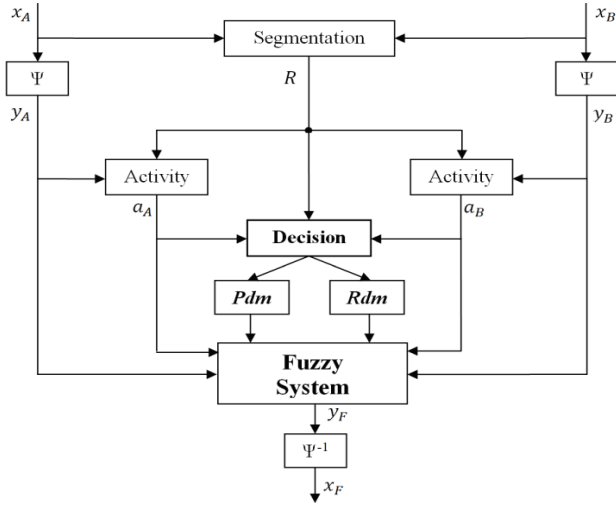 x_A
x_B
Segmentation
Ψ
R
Ψ
y_A
y_B
Activity
Activity
a_A
a_B
Decision
Pdm
Rdm
Fuzzy
System
y_F
Ψ⁻¹
x_F